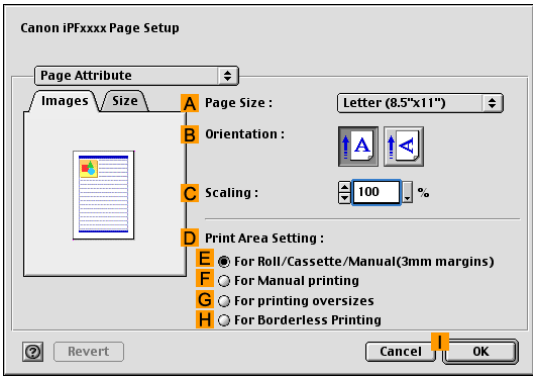 Canon iPFxxxx Page Setup
Page Attribute
Images Size
A Page Size : Letter (8.5"x11")
B Orientation :
A A
C Scaling : 100 %
D Print Area Setting :
E For Roll/Cassette/Manual(3mm margins)
F For Manual printing
G For printing oversizes
H For Borderless Printing
? Revert Cancel I OK